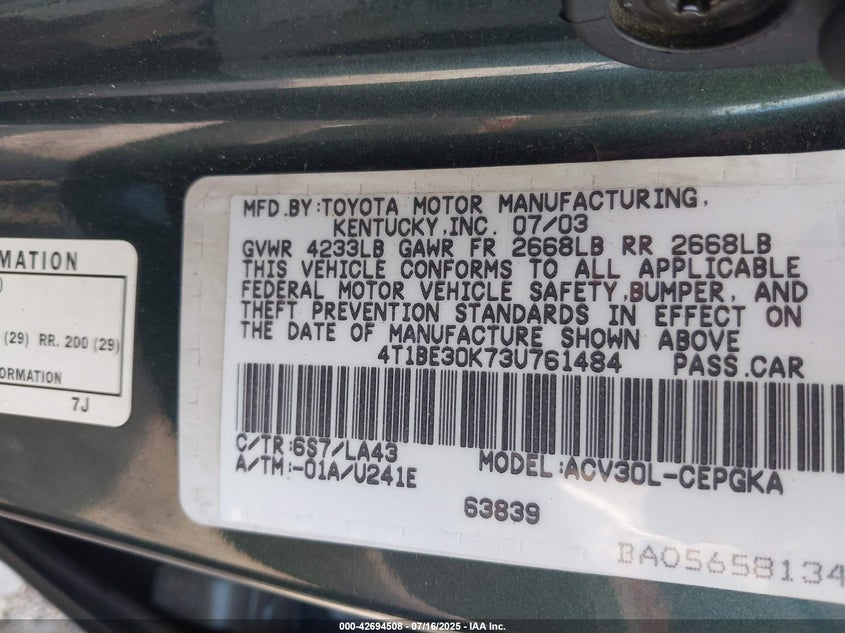 MFD.BY:TOYOTA MOTOR MANUFACTURING,
KENTUCKY,INC. 07/03
GVWR 4233LB GAWR FR 2668LB RR 2668LB
THIS VEHICLE CONFORMS TO ALL APPLICABLE
FEDERAL MOTOR VEHICLE SAFETY,BUMPER, AND
THEFT PREVENTION STANDARDS IN EFFECT ON
THE DATE OF MANUFACTURE SHOWN ABOVE
4T1BE30K73U761484 PASS.CAR
C/TR:6S7/LA43
A/TM:-01A/U241E
MODEL:ACV30L-CEPGKA
63839
BA05658134
(29) RR. 200 (29)
7J
000-42694508 - 07/16/2025 - IAA Inc.